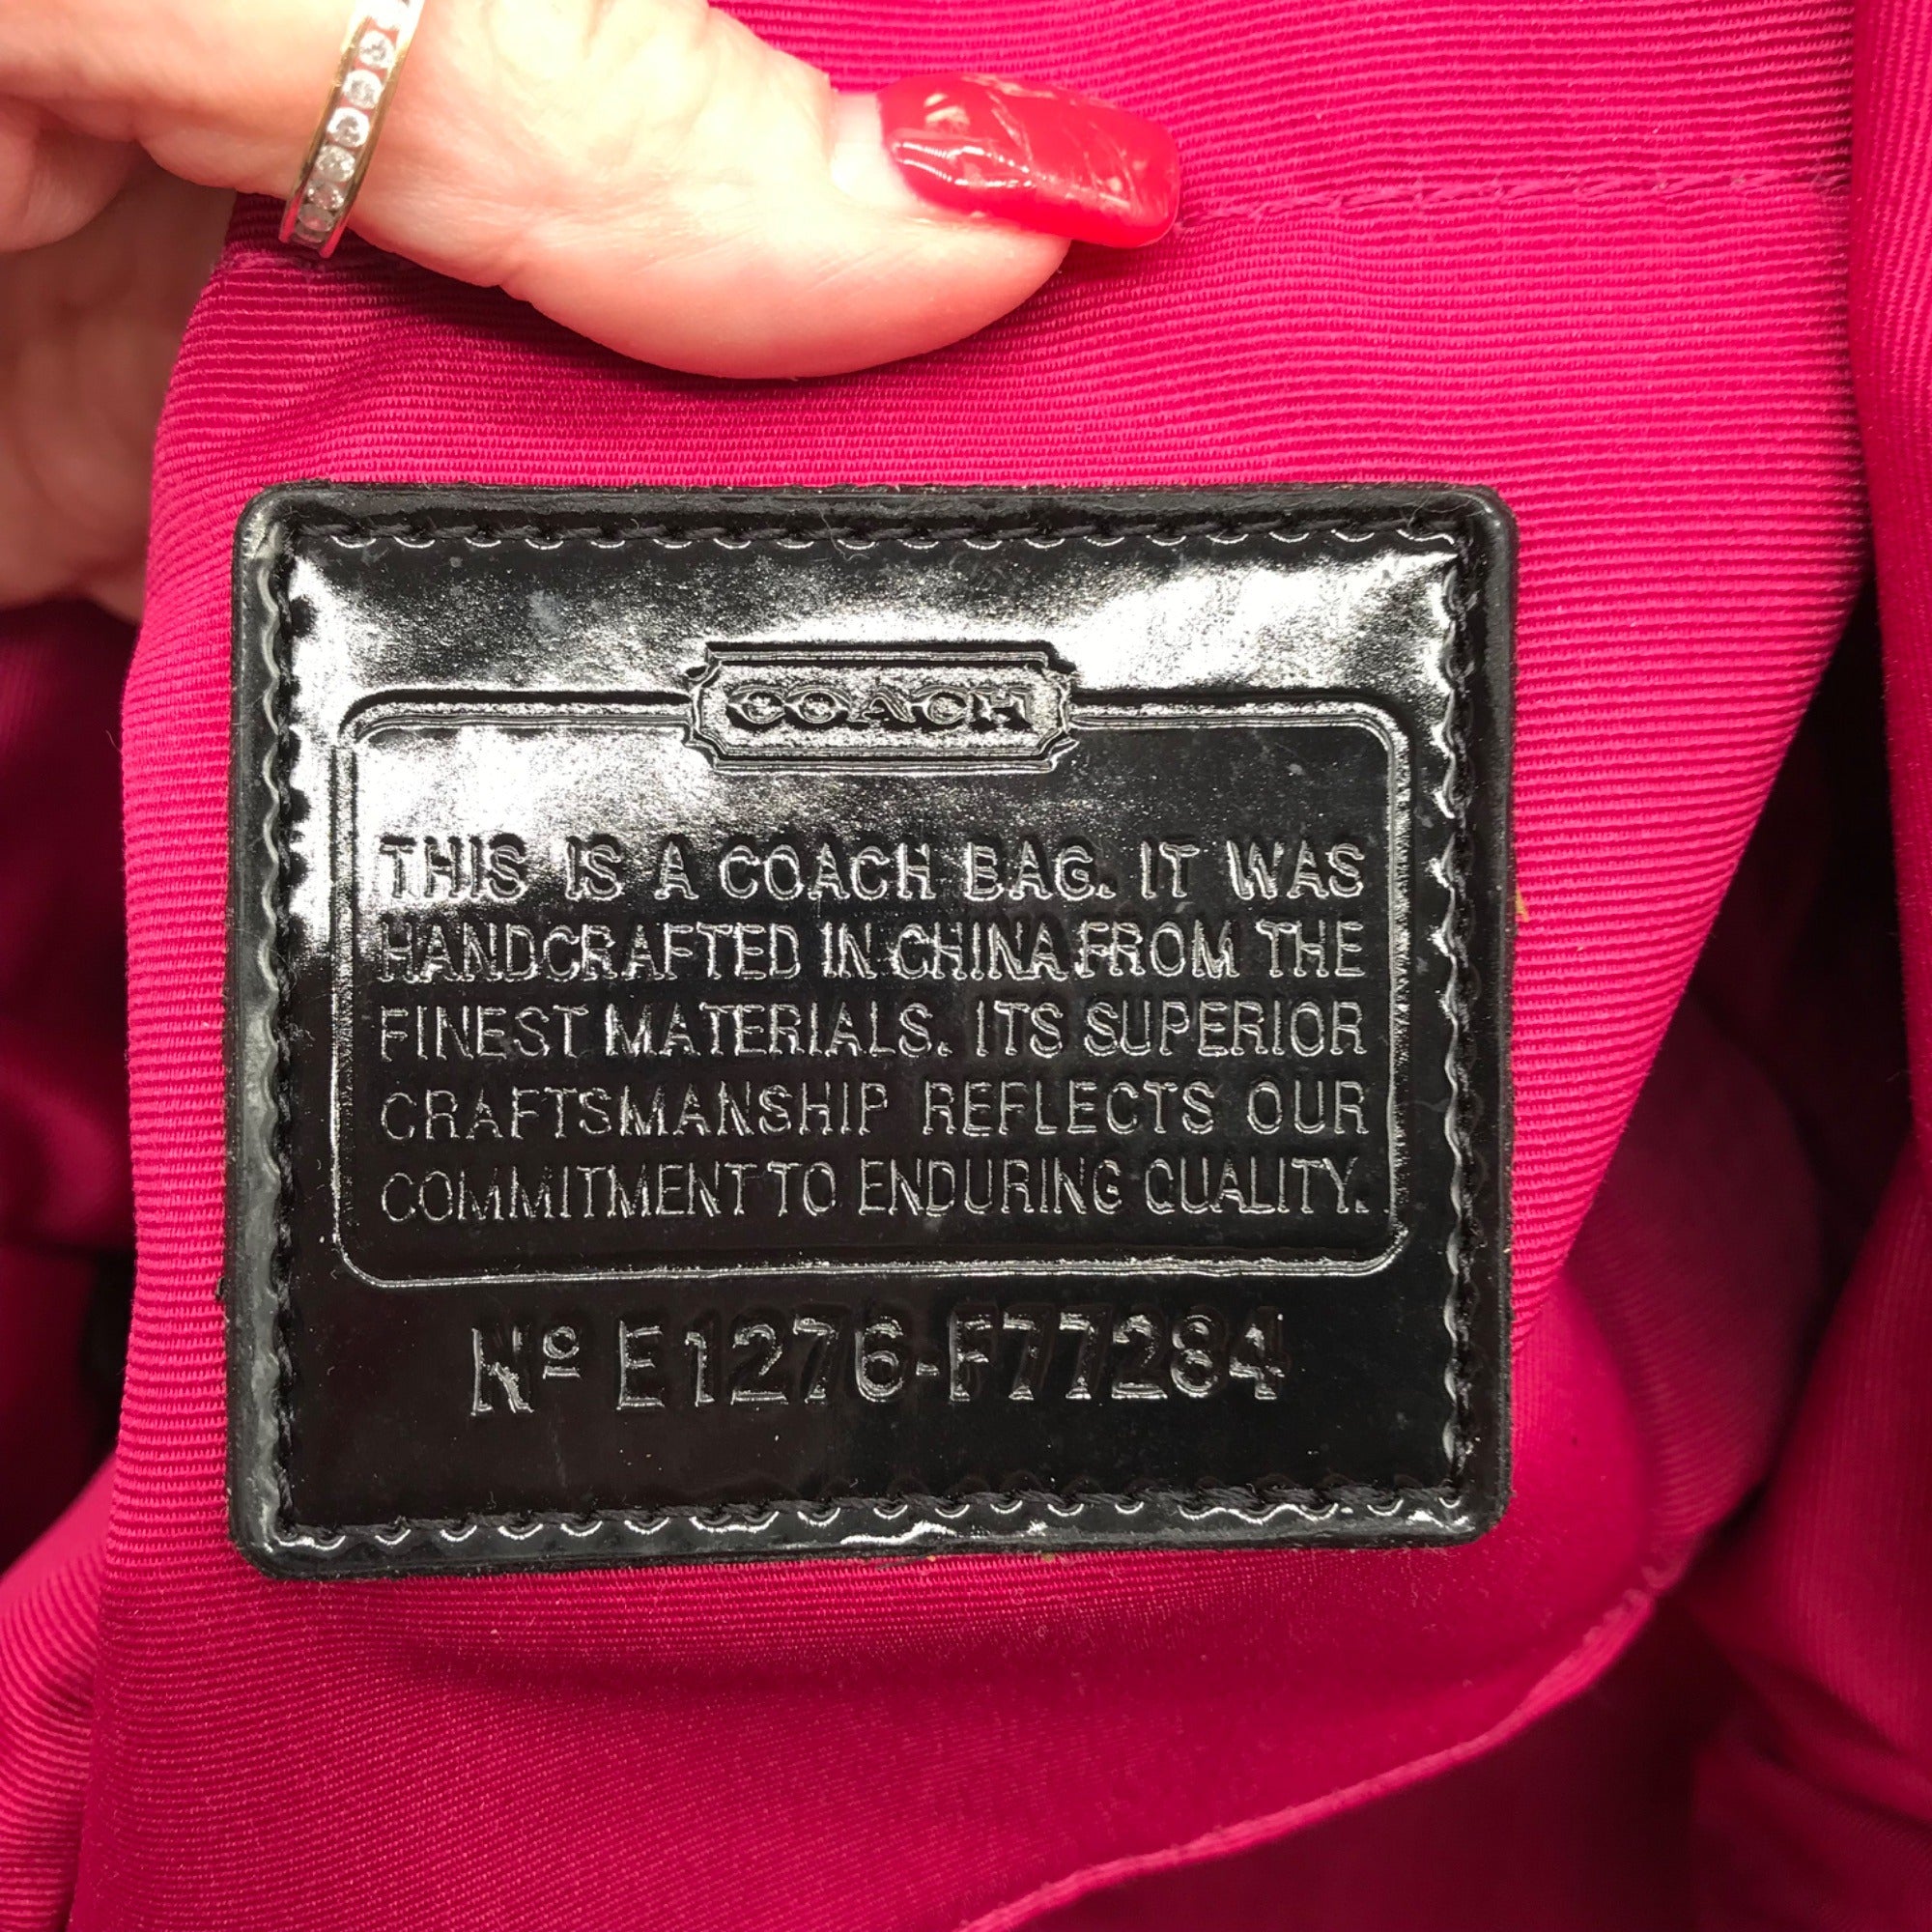 COACH
THIS IS A COACH BAG. IT WAS
HANDCRAFTED IN CHINA FROM THE
FINEST MATERIALS. ITS SUPERIOR
CRAFTSMANSHIP REFLECTS OUR
COMMITMENT TO ENDURING QUALITY.
Nº E1276-F77284